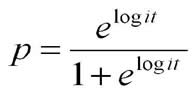 p = e^{logit} / 1 + e^{logit}